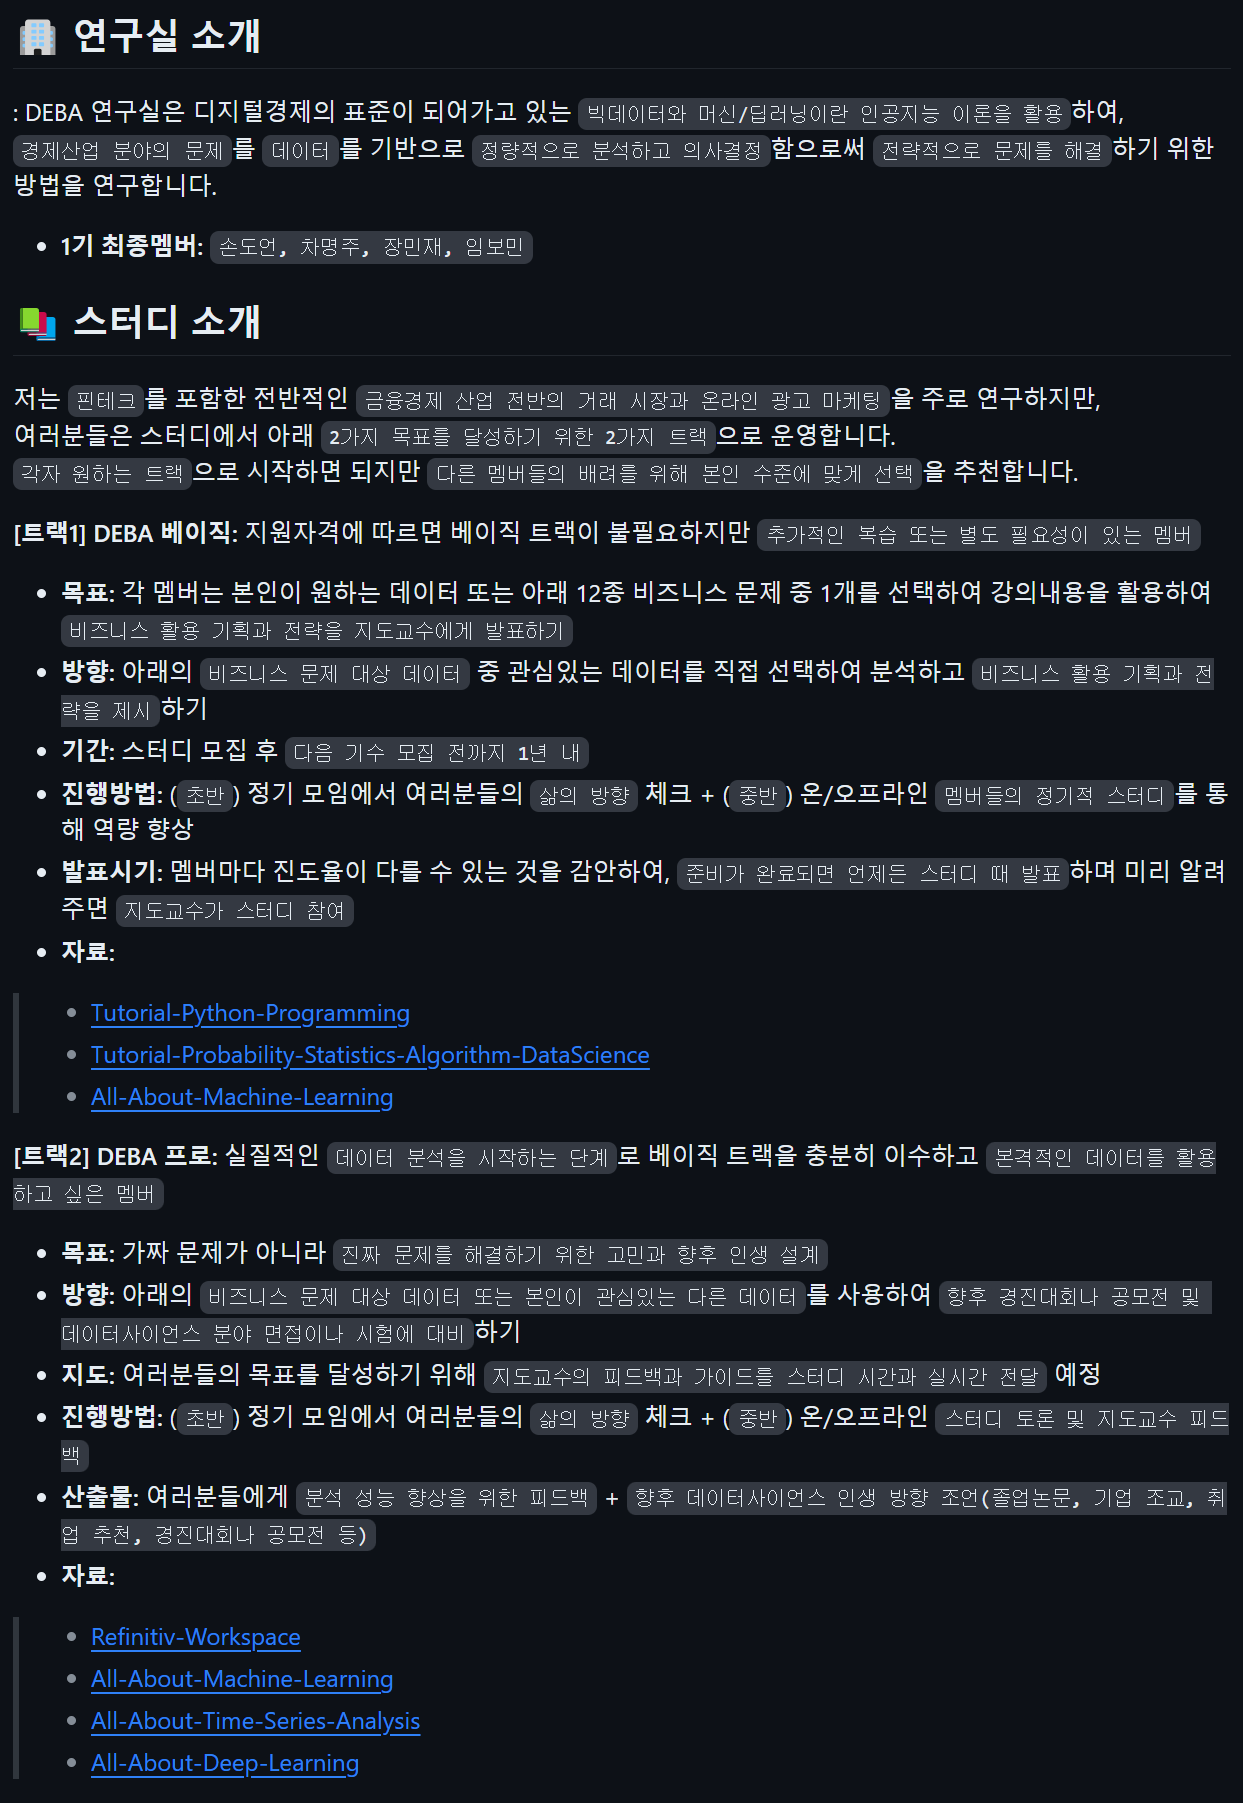 🏢 연구실 소개
: DEBA 연구실은 디지털경제의 표준이 되어가고 있는 빅데이터와 머신/딥러닝이란 인공지능 이론을 활용하여,
경제산업 분야의 문제를 데이터를 기반으로 정량적으로 분석하고 의사결정함으로써 전략적으로 문제를 해결하기 위한
방법을 연구합니다.
• 1기 최종멤버: 손도언, 차명주, 장민재, 임보민
📚 스터디 소개
저는 핀테크를 포함한 전반적인 금융경제 산업 전반의 거래 시장과 온라인 광고 마케팅을 주로 연구하지만,
여러분들은 스터디에서 아래 2가지 목표를 달성하기 위한 2가지 트랙으로 운영합니다.
각자 원하는 트랙으로 시작하면 되지만 다른 멤버들의 배려를 위해 본인 수준에 맞게 선택을 추천합니다.
[트랙1] DEBA 베이직: 지원자격에 따르면 베이직 트랙이 불필요하지만 추가적인 복습 또는 별도 필요성이 있는 멤버
• 목표: 각 멤버는 본인이 원하는 데이터 또는 아래 12종 비즈니스 문제 중 1개를 선택하여 강의내용을 활용하여
비즈니스 활용 기획과 전략을 지도교수에게 발표하기
• 방향: 아래의 비즈니스 문제 대상 데이터 중 관심있는 데이터를 직접 선택하여 분석하고 비즈니스 활용 기획과 전
략을 제시하기
• 기간: 스터디 모집 후 다음 기수 모집 전까지 1년 내
• 진행방법: (초반) 정기 모임에서 여러분들의 삶의 방향 체크 + (중반) 온/오프라인 멤버들의 정기적 스터디를 통
해 역량 향상
• 발표시기: 멤버마다 진도율이 다를 수 있는 것을 감안하여, 준비가 완료되면 언제든 스터디 때 발표하며 미리 알려
주면 지도교수가 스터디 참여
• 자료:
• Tutorial-Python-Programming
• Tutorial-Probability-Statistics-Algorithm-DataScience
• All-About-Machine-Learning
[트랙2] DEBA 프로: 실질적인 데이터 분석을 시작하는 단계로 베이직 트랙을 충분히 이수하고 본격적인 데이터를 활용
하고 싶은 멤버
• 목표: 가짜 문제가 아니라 진짜 문제를 해결하기 위한 고민과 향후 인생 설계
• 방향: 아래의 비즈니스 문제 대상 데이터 또는 본인이 관심있는 다른 데이터를 사용하여 향후 경진대회나 공모전 및
데이터사이언스 분야 면접이나 시험에 대비하기
• 지도: 여러분들의 목표를 달성하기 위해 지도교수의 피드백과 가이드를 스터디 시간과 실시간 전달 예정
• 진행방법: (초반) 정기 모임에서 여러분들의 삶의 방향 체크 + (중반) 온/오프라인 스터디 토론 및 지도교수 피드
백
• 산출물: 여러분들에게 분석 성능 향상을 위한 피드백 + 향후 데이터사이언스 인생 방향 조언(졸업논문, 기업 조교, 취
업 추천, 경진대회나 공모전 등)
• 자료:
• Refinitiv-Workspace
• All-About-Machine-Learning
• All-About-Time-Series-Analysis
• All-About-Deep-Learning